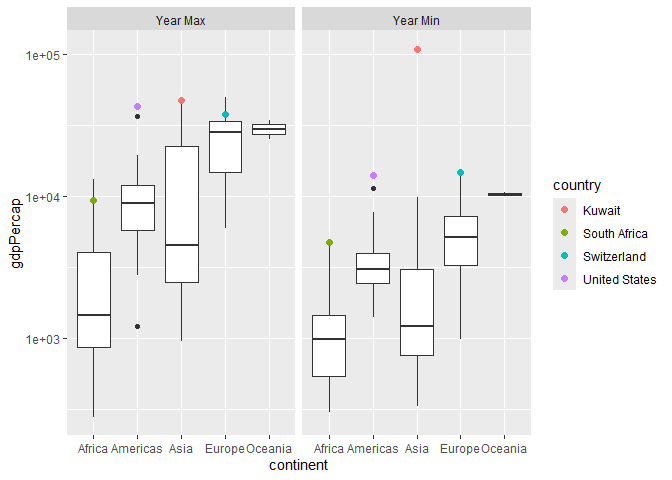 Year Max
Year Min
1e+05
1e+04
1e+03
gdpPercap
Africa Americas Asia Europe Oceania
Africa Americas Asia Europe Oceania
continent
country
Kuwait
South Africa
Switzerland
United States